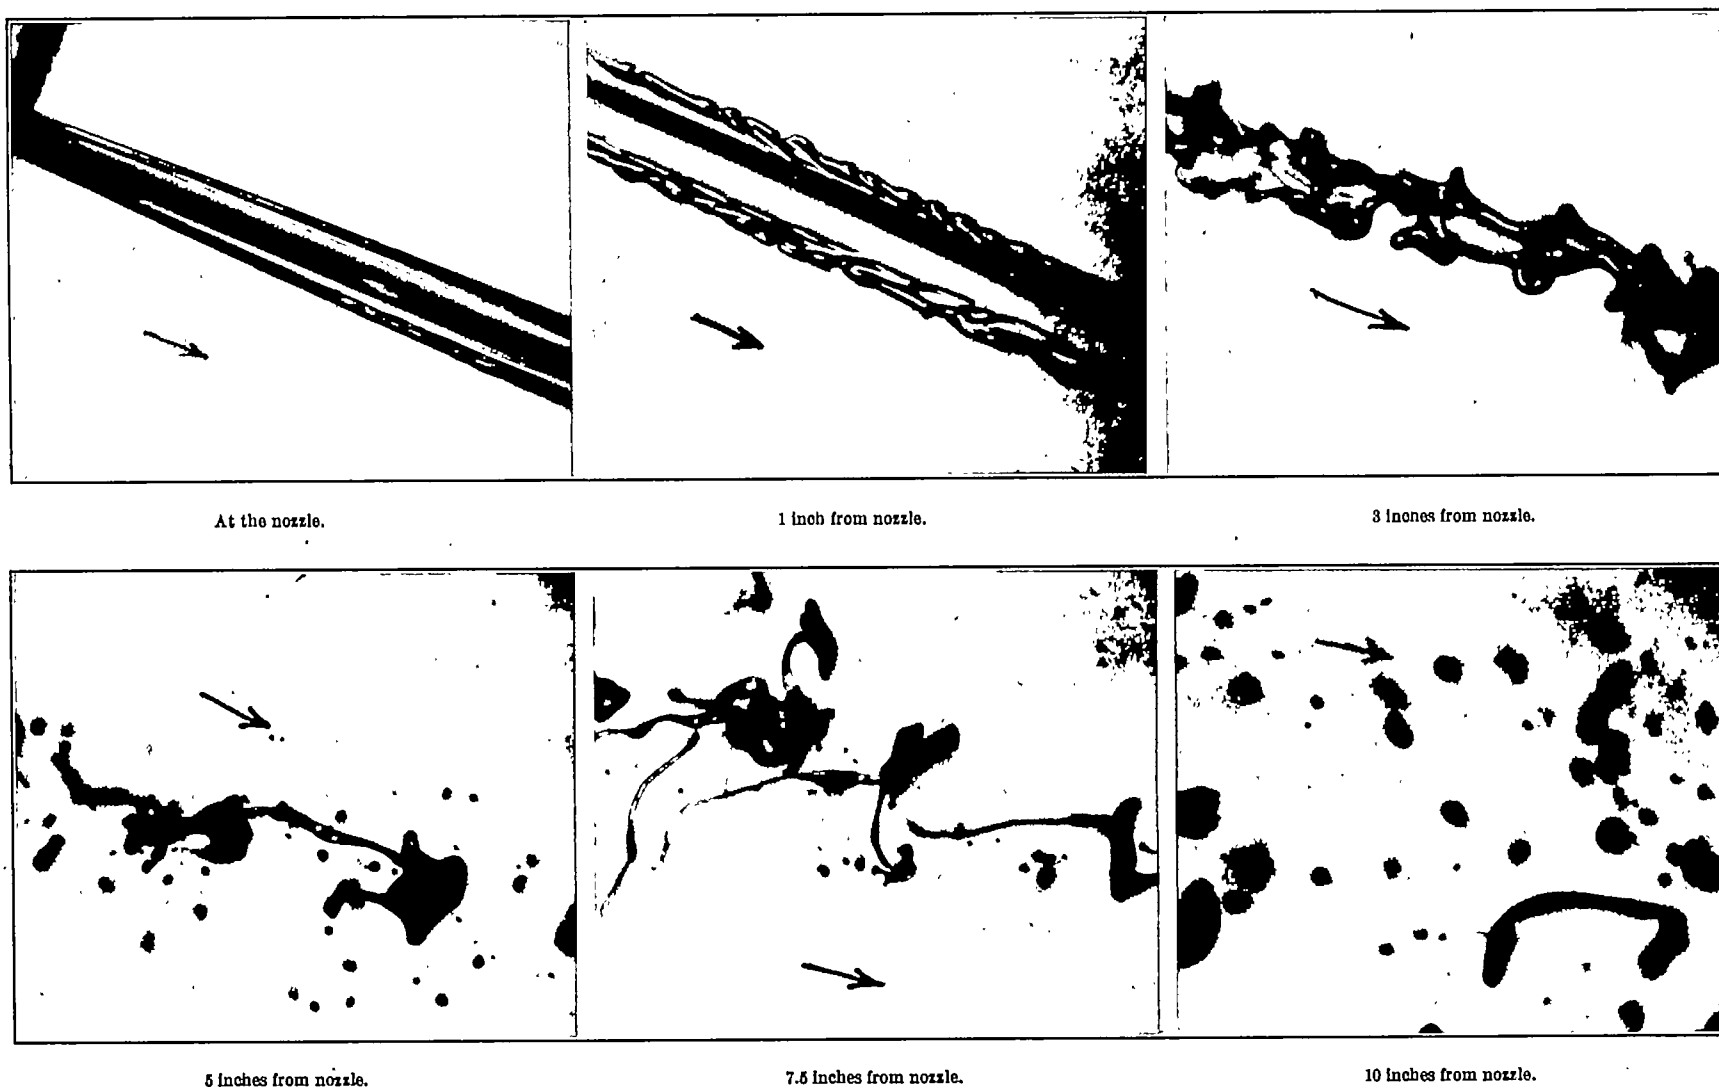 At the nozzle.
1 inch from nozzle.
3 inones from nozzle.
5 inches from nozzle.
7.5 inches from nozzle.
10 inches from nozzle.